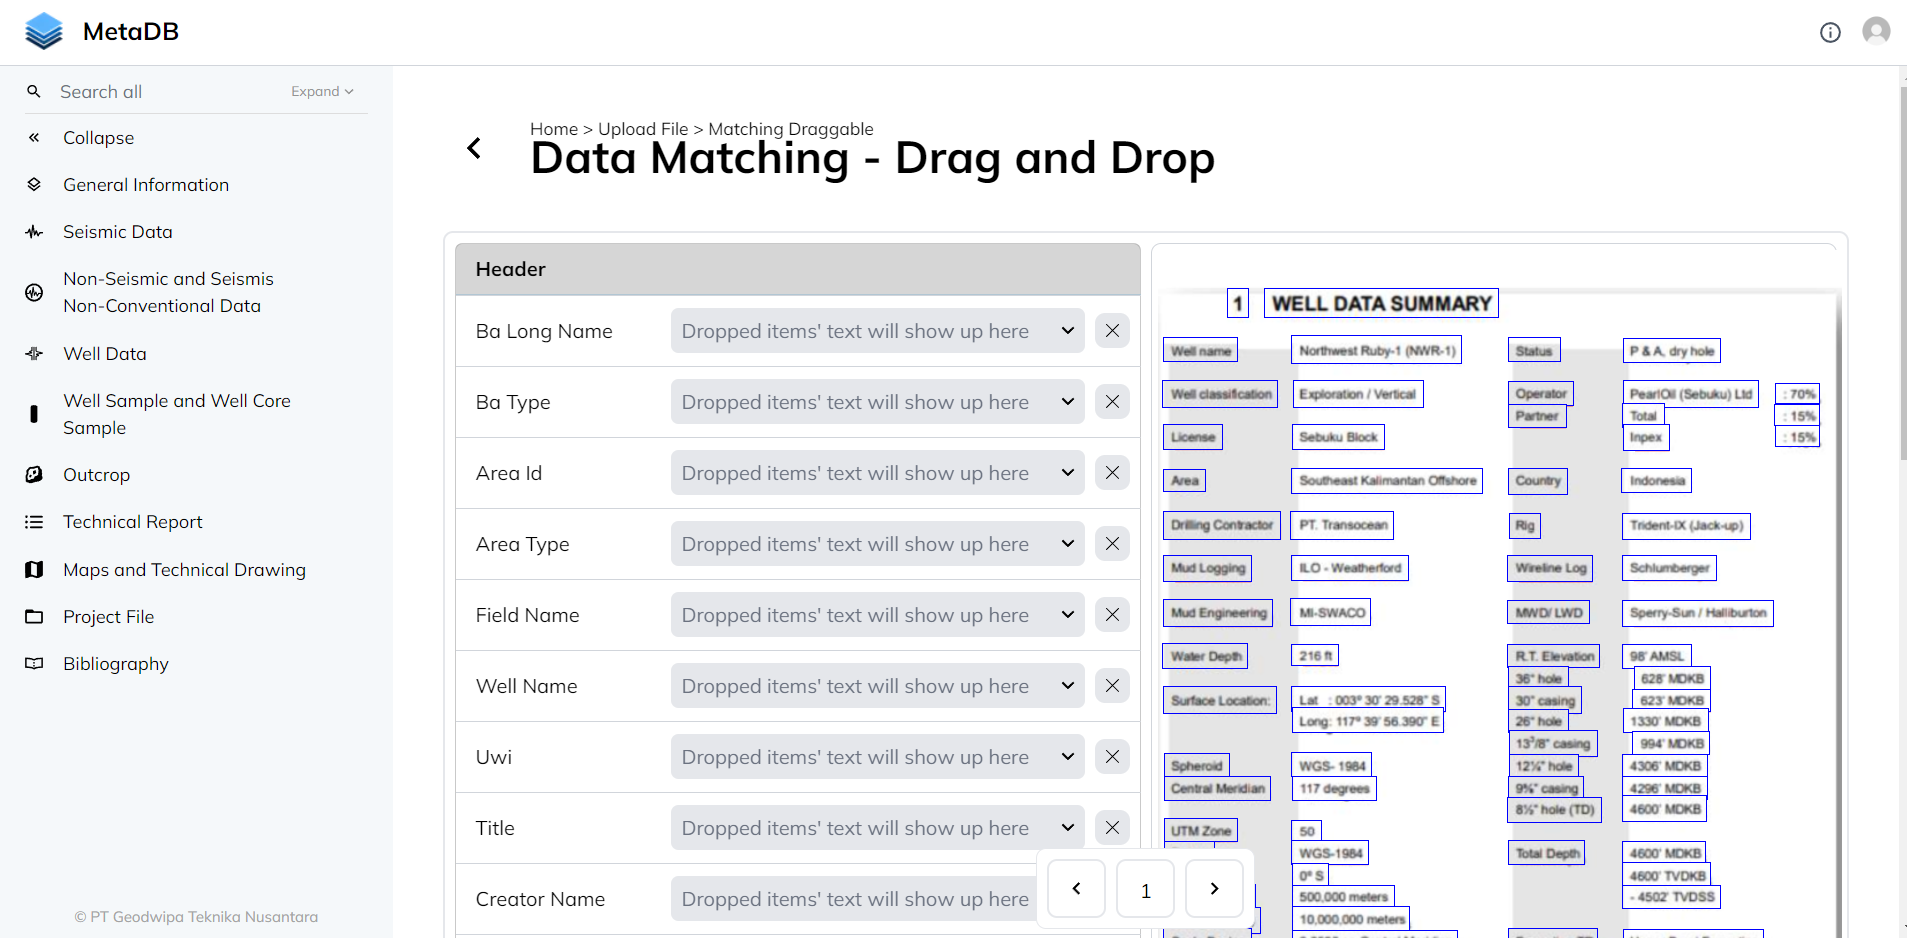 MetaDB
Search all
Expand
Collapse
General Information
Seismic Data
Non-Seismic and Seismis
Non-Conventional Data
Well Data
Well Sample and Well Core
Sample
Outcrop
Technical Report
Maps and Technical Drawing
Project File
Bibliography
© PT Geodwipa Teknika Nusantara
Home > Upload File > Matching Draggable
Data Matching - Drag and Drop
Header
Ba Long Name Dropped items' text will show up here
Ba Type Dropped items' text will show up here
Area Id Dropped items' text will show up here
Area Type Dropped items' text will show up here
Field Name Dropped items' text will show up here
Well Name Dropped items' text will show up here
Uwi Dropped items' text will show up here
Title Dropped items' text will show up here
Creator Name Dropped items' text will show up here
1
1 WELL DATA SUMMARY
Well name Northwest Ruby-1 (NWR-1) Status P & A, dry hole
Well classification Exploration / Vertical Operator PearlOil (Sebuku) Ltd : 70%
Partner Total : 15%
License Sebuku Block Inpex : 15%
Area Southeast Kalimantan Offshore Country Indonesia
Drilling Contractor PT. Transocean Rig Trident-IX (Jack-up)
Mud Logging ILO - Weatherford Wireline Log Schlumberger
Mud Engineering MI-SWACO MWD/ LWD Sperry-Sun / Halliburton
Water Depth 216 ft R.T. Elevation 98' AMSL
36" hole 628' MDKB
Surface Location: Lat : 003º 30' 29.528" S 30" casing 623' MDKB
Long: 117º 39' 56.390" E 26" hole 1330' MDKB
13³/8" casing 994' MDKB
Spheroid WGS- 1984 12¼" hole 4306' MDKB
Central Meridian 117 degrees 9⅝" casing 4296' MDKB
8½" hole (TD) 4600' MDKB
UTM Zone 50
WGS-1984 Total Depth 4600' MDKB
0º S 4600' TVDKB
500,000 meters - 4502' TVDSS
10,000,000 meters